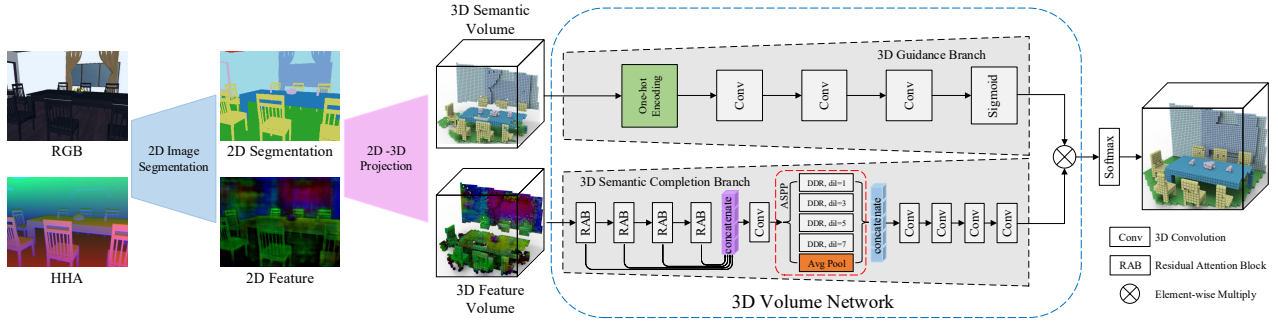 RGB
HHA
2D Image
Segmentation
2D Segmentation
2D Feature
2D -3D
Projection
3D Semantic
Volume
3D Feature
Volume
3D Guidance Branch
One-hot
Encoding
Conv
Conv
Conv
Sigmoid
3D Semantic Completion Branch
RAB
RAB
RAB
RAB
concatenate
Conv
ASPP
DDR, dil=1
DDR, dil=3
DDR, dil=5
DDR, dil=7
Avg Pool
concatenate
Conv
Conv
Conv
Conv
3D Volume Network
Softmax
Conv
3D Convolution
RAB
Residual Attention Block
Element-wise Multiply